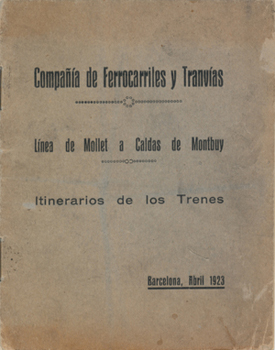 Compañía de Ferrocarriles y Tranvías
Línea de Mollet a Caldas de Montbuy
Itinerarios de los Trenes
Barcelona, Abril 1923